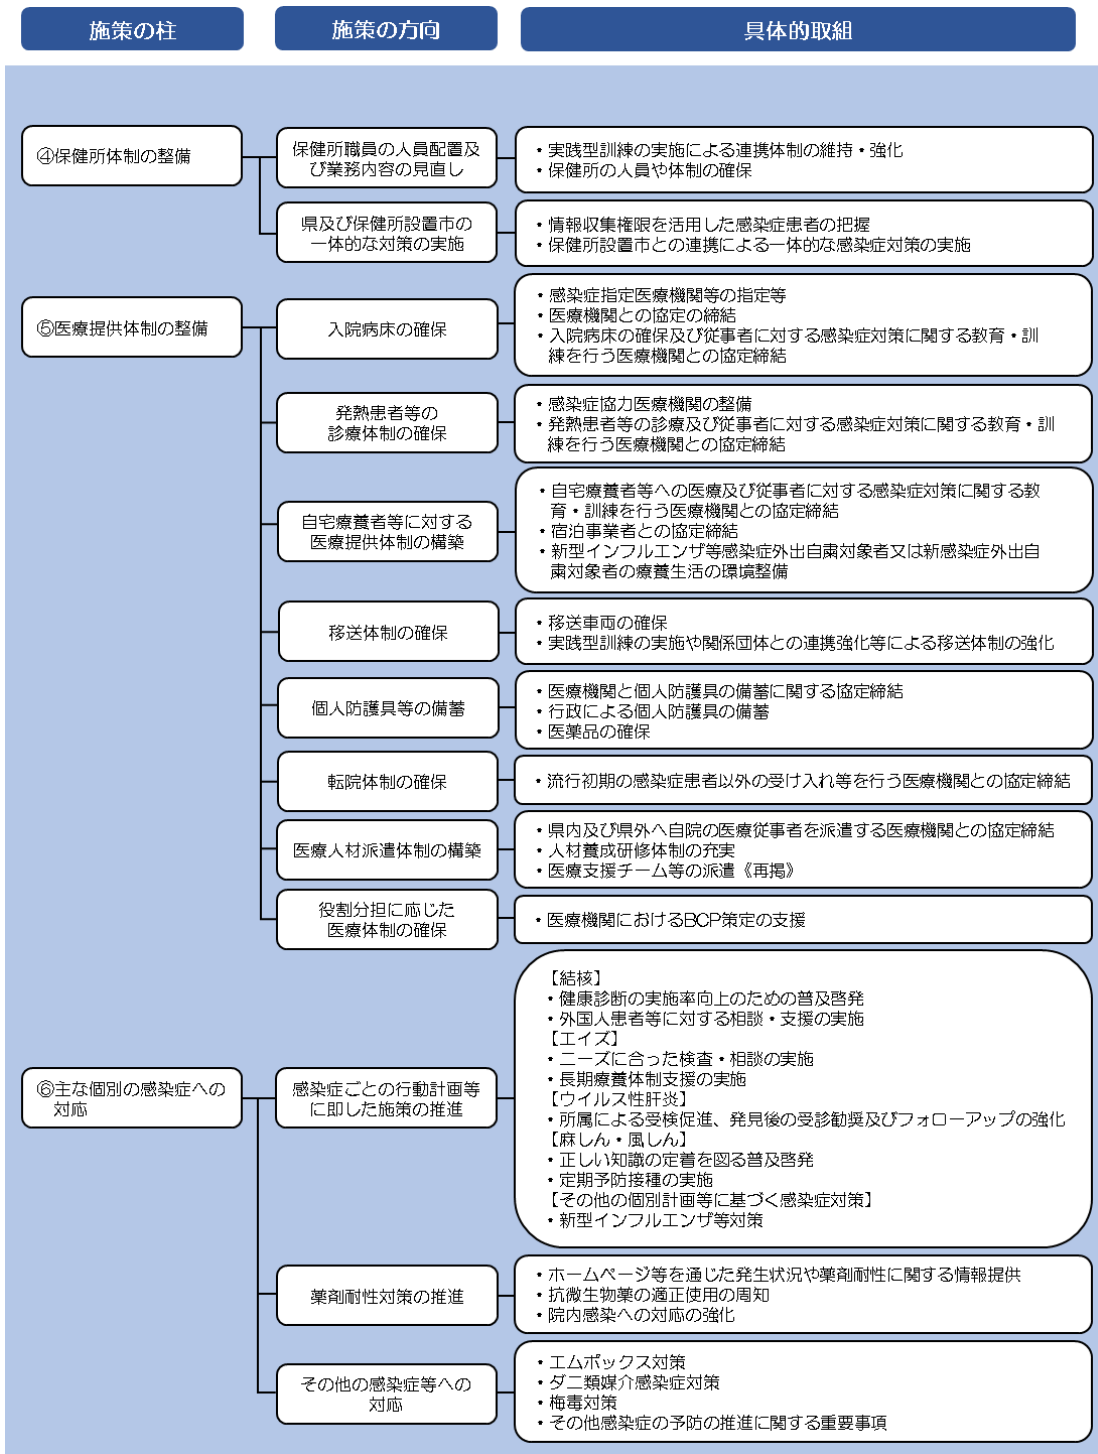 施策の柱
施策の方向
具体的取組
④保健所体制の整備
保健所職員の人員配置及
び業務内容の見直し
・実践型訓練の実施による連携体制の維持・強化
・保健所の人員や体制の確保
県及び保健所設置市の
一体的な対策の実施
・情報収集権限を活用した感染症患者の把握
・保健所設置市との連携による一体的な感染症対策の実施
⑤医療提供体制の整備
入院病床の確保
・感染症指定医療機関等の指定等
・医療機関との協定の締結
・入院病床の確保及び従事者に対する感染症対策に関する教育・訓
練を行う医療機関との協定締結
発熱患者等の
診療体制の確保
・感染症協力医療機関の整備
・発熱患者等の診療及び従事者に対する感染症対策に関する教育・訓
練を行う医療機関との協定締結
自宅療養者等に対する
医療提供体制の構築
・自宅療養者等への医療及び従事者に対する感染症対策に関する教
育・訓練を行う医療機関との協定締結
・宿泊事業者との協定締結
・新型インフルエンザ等感染症外出自粛対象者又は新感染症外出自
粛対象者の療養生活の環境整備
移送体制の確保
・移送車両の確保
・実践型訓練の実施や関係団体との連携強化等による移送体制の強化
個人防護具等の備蓄
・医療機関と個人防護具の備蓄に関する協定締結
・行政による個人防護具の備蓄
・医薬品の確保
転院体制の確保
・流行初期の感染症患者以外の受け入れ等を行う医療機関との協定締結
医療人材派遣体制の構築
・県内及び県外へ自院の医療従事者を派遣する医療機関との協定締結
・人材養成研修体制の充実
・医療支援チーム等の派遣《再掲》
役割分担に応じた
医療体制の確保
・医療機関におけるBCP策定の支援
⑥主な個別の感染症への
対応
感染症ごとの行動計画等
に即した施策の推進
【結核】
・健康診断の実施率向上のための普及啓発
・外国人患者等に対する相談・支援の実施
【エイズ】
・ニーズに合った検査・相談の実施
・長期療養体制支援の実施
【ウイルス性肝炎】
・所属による受検促進、発見後の受診勧奨及びフォローアップの強化
【麻しん・風しん】
・正しい知識の定着を図る普及啓発
・定期予防接種の実施
【その他の個別計画等に基づく感染症対策】
・新型インフルエンザ等対策
薬剤耐性対策の推進
・ホームページ等を通じた発生状況や薬剤耐性に関する情報提供
・抗微生物薬の適正使用の周知
・院内感染への対応の強化
その他の感染症等への
対応
・エムポックス対策
・ダニ類媒介感染症対策
・梅毒対策
・その他感染症の予防の推進に関する重要事項